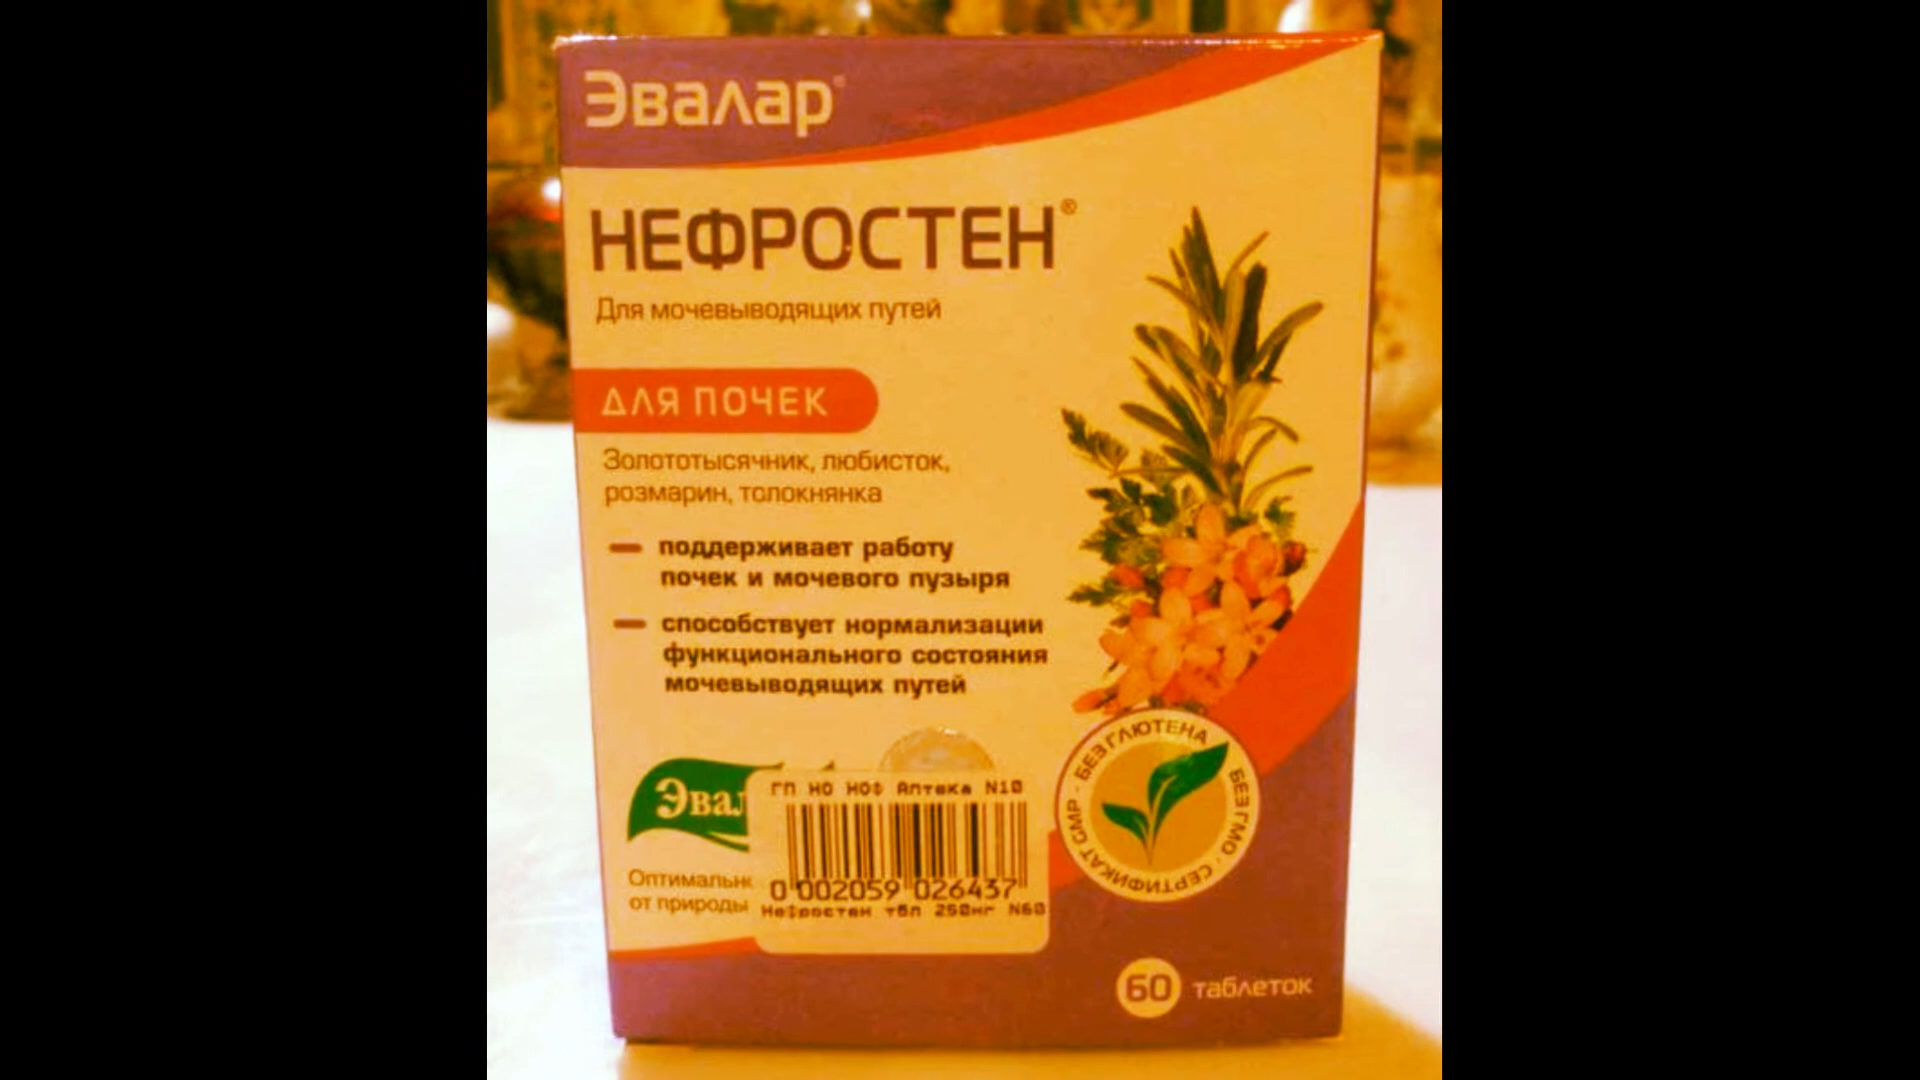 Эвалар
НЕФРОСТЕН®
Для мочевыводящих путей
ДЛЯ ПОЧЕК
Золототысячник, любисток,
розмарин, толокнянка
— поддерживает работу
почек и мочевого пузыря
— способствует нормализации
функционального состояния
мочевыводящих путей
БЕЗ ГЛЮТЕНА · БЕЗ ГМО · СЕРТИФИКАТ GMP ·
Эвал
ГП НО НОФ Аптека N10
0 002059 026437
Нефростен тбл 250мг N60
Оптимальн
от природы
60 таблеток